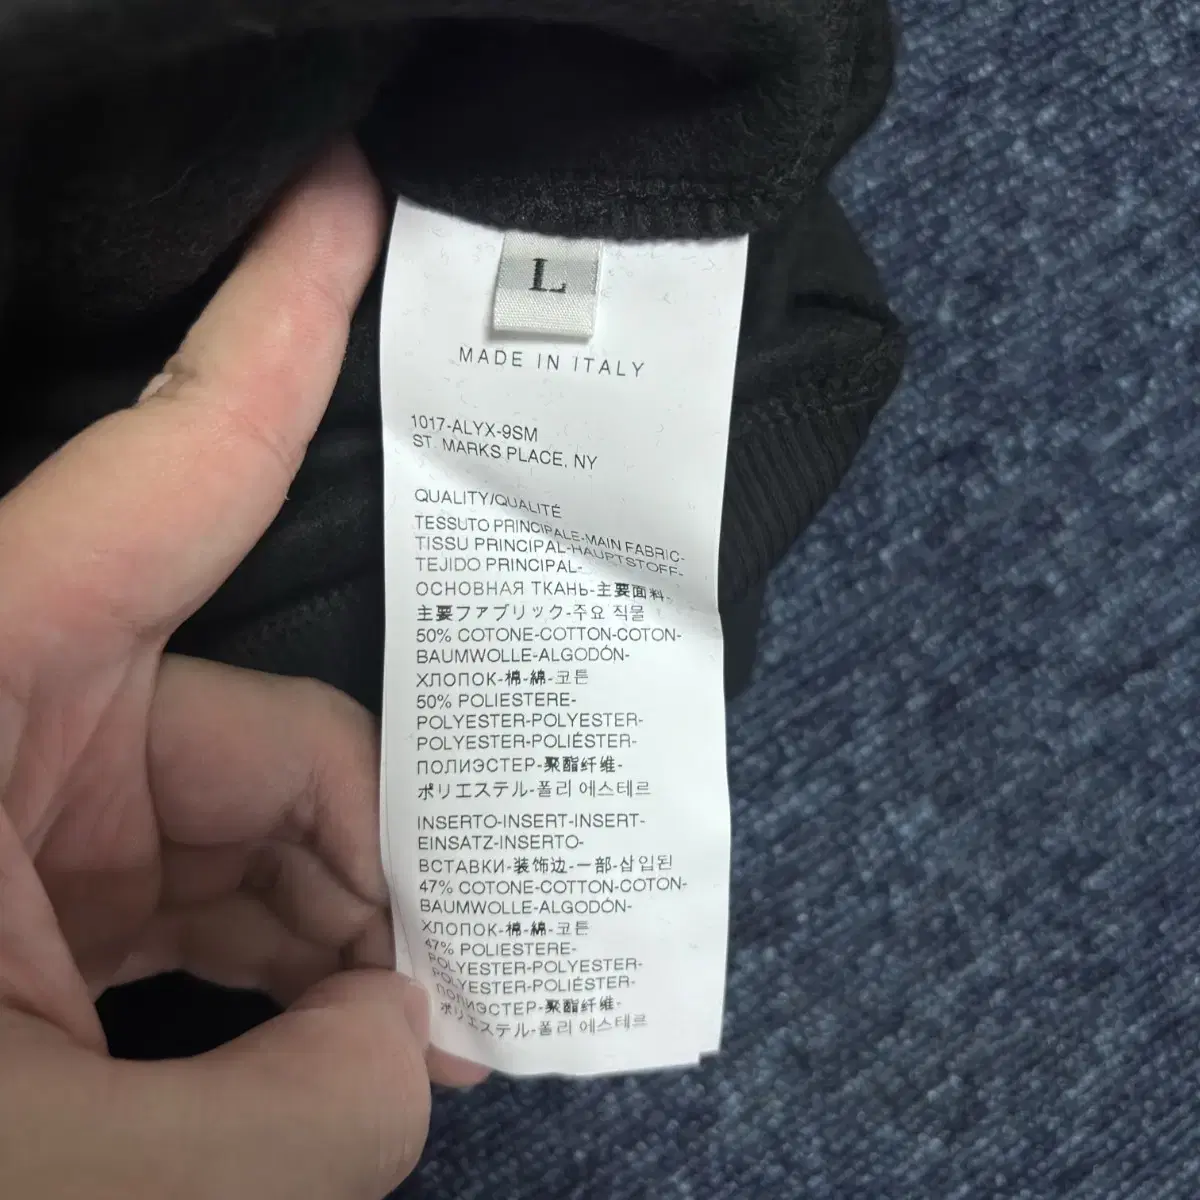 L
MADE IN ITALY
1017-ALYX-9SM
ST. MARKS PLACE, NY
QUALITY/QUALITÉ
TESSUTO PRINCIPALE-MAIN FABRIC-
TISSU PRINCIPAL-HAUPTSTOFF-
TEJIDO PRINCIPAL-
ОСНОВНАЯ ТКАНЬ-主要面料-
主要ファブリック-주요 직물
50% COTONE-COTTON-COTON-
BAUMWOLLE-ALGODÓN-
ХЛОПОК-棉-綿-코튼
50% POLIESTERE-
POLYESTER-POLYESTER-
POLYESTER-POLIÉSTER-
ПОЛИЭСТЕР-聚酯纤维-
ポリエステル-폴리 에스테르
INSERTO-INSERT-INSERT-
EINSATZ-INSERTO-
ВСТАВКИ-装饰边-一部-삽입된
47% COTONE-COTTON-COTON-
BAUMWOLLE-ALGODÓN-
ХЛОПОК-棉-綿-코튼
47% POLIESTERE-
POLYESTER-POLYESTER-
POLYESTER-POLIÉSTER-
ПОЛИЭСТЕР-聚酯纤维-
ポリエステル-폴리 에스테르